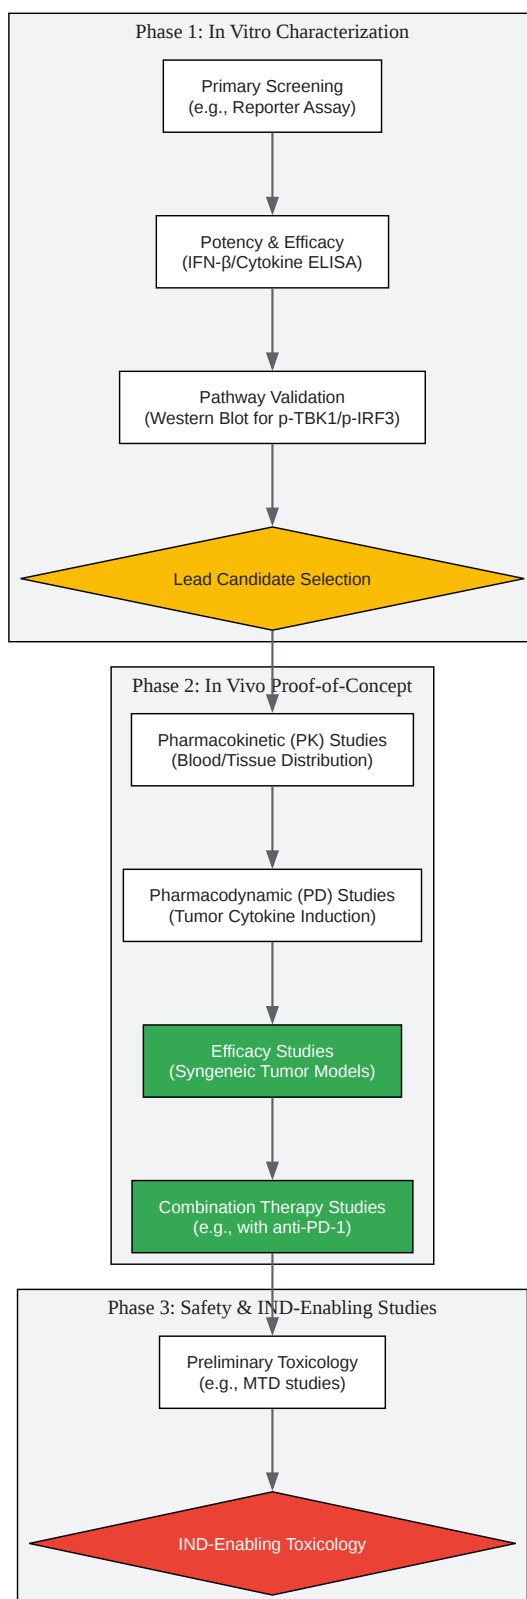 Phase 1: In Vitro Characterization
Primary Screening
(e.g., Reporter Assay)
Potency & Efficacy
(IFN-β/Cytokine ELISA)
Pathway Validation
(Western Blot for p-TBK1/p-IRF3)
Lead Candidate Selection
Phase 2: In Vivo Proof-of-Concept
Pharmacokinetic (PK) Studies
(Blood/Tissue Distribution)
Pharmacodynamic (PD) Studies
(Tumor Cytokine Induction)
Efficacy Studies
(Syngeneic Tumor Models)
Combination Therapy Studies
(e.g., with anti-PD-1)
Phase 3: Safety & IND-Enabling Studies
Preliminary Toxicology
(e.g., MTD studies)
IND-Enabling Toxicology